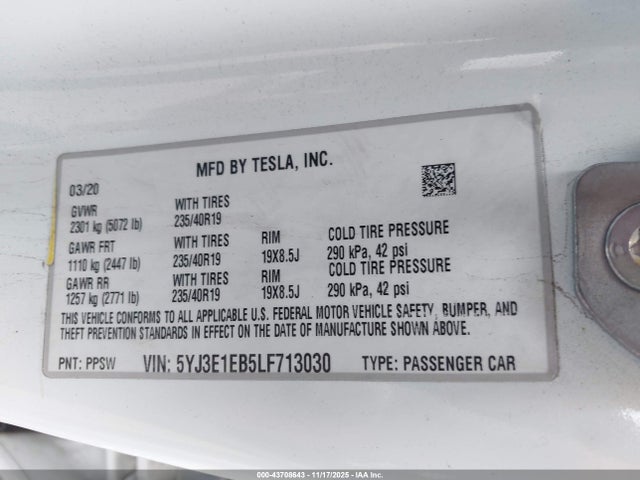 MFD BY TESLA, INC.
03/20
GVWR WITH TIRES
2301 kg (5072 lb) 235/40R19
GAWR FRT WITH TIRES RIM COLD TIRE PRESSURE
1110 kg (2447 lb) 235/40R19 19X8.5J 290 kPa, 42 psi
GAWR RR WITH TIRES RIM COLD TIRE PRESSURE
1257 kg (2771 lb) 235/40R19 19X8.5J 290 kPa, 42 psi
THIS VEHICLE CONFORMS TO ALL APPLICABLE U.S. FEDERAL MOTOR VEHICLE SAFETY, BUMPER, AND
THEFT PREVENTION STANDARDS IN EFFECT ON THE DATE OF MANUFACTURE SHOWN ABOVE.
PNT: PPSW VIN: 5YJ3E1EB5LF713030 TYPE: PASSENGER CAR
000-43708643 - 11/17/2025 - IAA Inc.